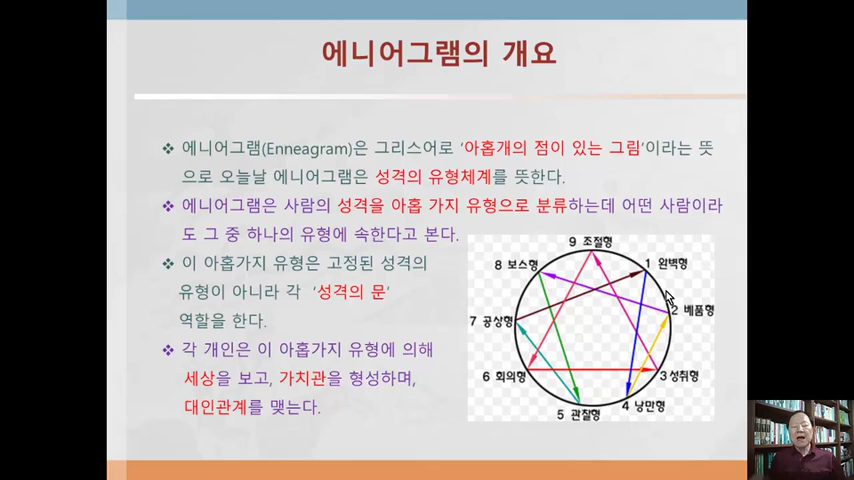 에니어그램의 개요
❖ 에니어그램(Enneagram)은 그리스어로 '아홉개의 점이 있는 그림'이라는 뜻
으로 오늘날 에니어그램은 성격의 유형체계를 뜻한다.
❖ 에니어그램은 사람의 성격을 아홉 가지 유형으로 분류하는데 어떤 사람이라
도 그 중 하나의 유형에 속한다고 본다.
❖ 이 아홉가지 유형은 고정된 성격의
유형이 아니라 각 '성격의 문'
역할을 한다.
❖ 각 개인은 이 아홉가지 유형에 의해
세상을 보고, 가치관을 형성하며,
대인관계를 맺는다.
9 조절형
8 보스형
1 완벽형
2 베품형
7 공상형
6 회의형
3 성취형
5 관찰형
4 낭만형